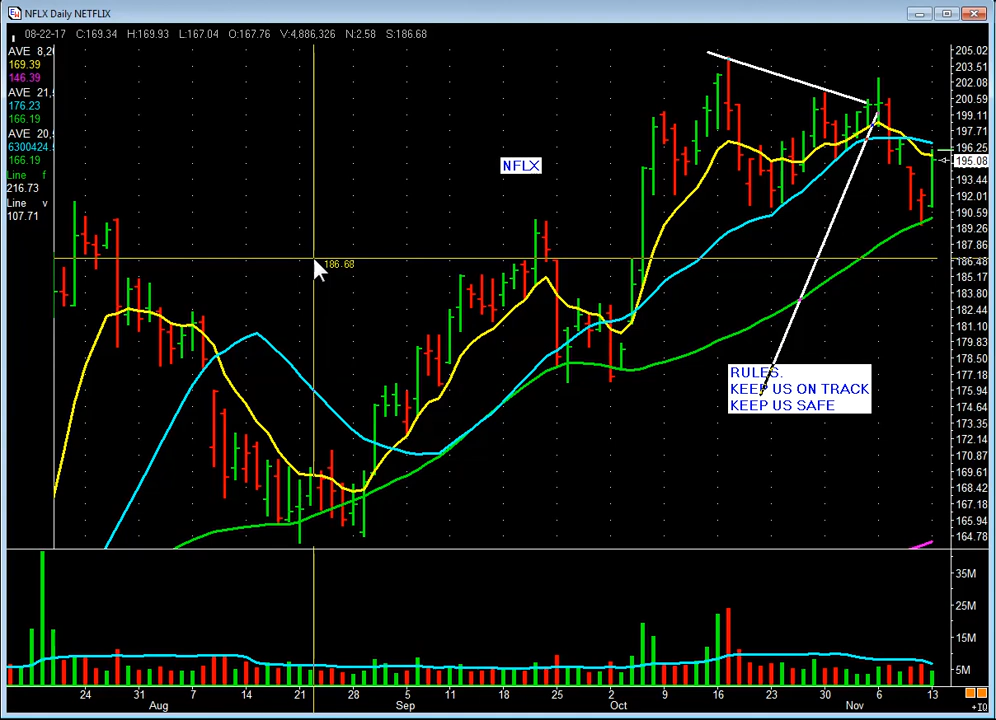 NFLX Daily NETFLIX
08-22-17 C:169.34 H:169.93 L:167.04 O:167.76 V:4,886,326 N:2.58 S:186.68
AVE 8,20
169.39
146.39
AVE 21,5
176.23
166.19
AVE 20,5
6300424.
166.19
Line f
216.73
Line v
107.71
NFLX
186.68
RULES.
KEEP US ON TRACK
KEEP US SAFE
205.02
203.51
202.08
200.59
199.11
197.71
196.25
195.08
193.44
192.01
190.59
189.26
187.86
186.48
185.17
183.80
182.44
181.10
179.83
178.50
177.18
175.94
174.64
173.35
172.14
170.87
169.61
168.42
167.18
165.94
164.78
35M
25M
15M
5M
24 31 7 14 21 28 5 11 18 25 2 9 16 23 30 6 13
Aug Sep Oct Nov